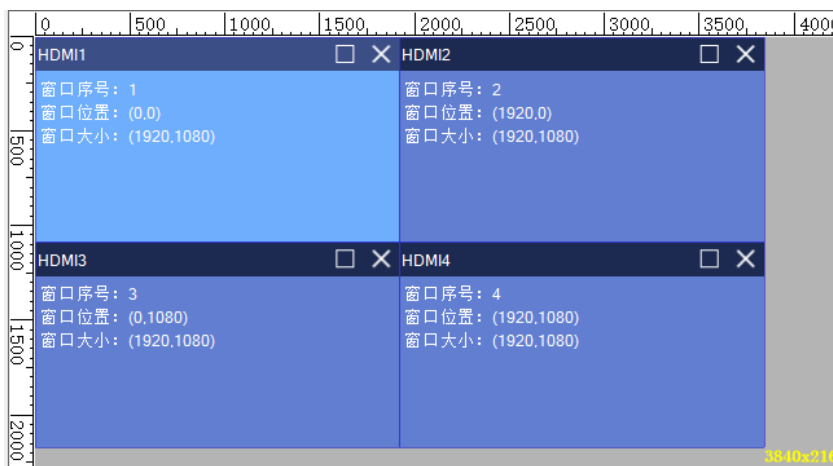 0 500 1000 1500 2000 2500 3000 3500
0
500
1000
1500
2000
HDMI1
窗口序号: 1
窗口位置: (0,0)
窗口大小: (1920,1080)
HDMI2
窗口序号: 2
窗口位置: (1920,0)
窗口大小: (1920,1080)
HDMI3
窗口序号: 3
窗口位置: (0,1080)
窗口大小: (1920,1080)
HDMI4
窗口序号: 4
窗口位置: (1920,1080)
窗口大小: (1920,1080)